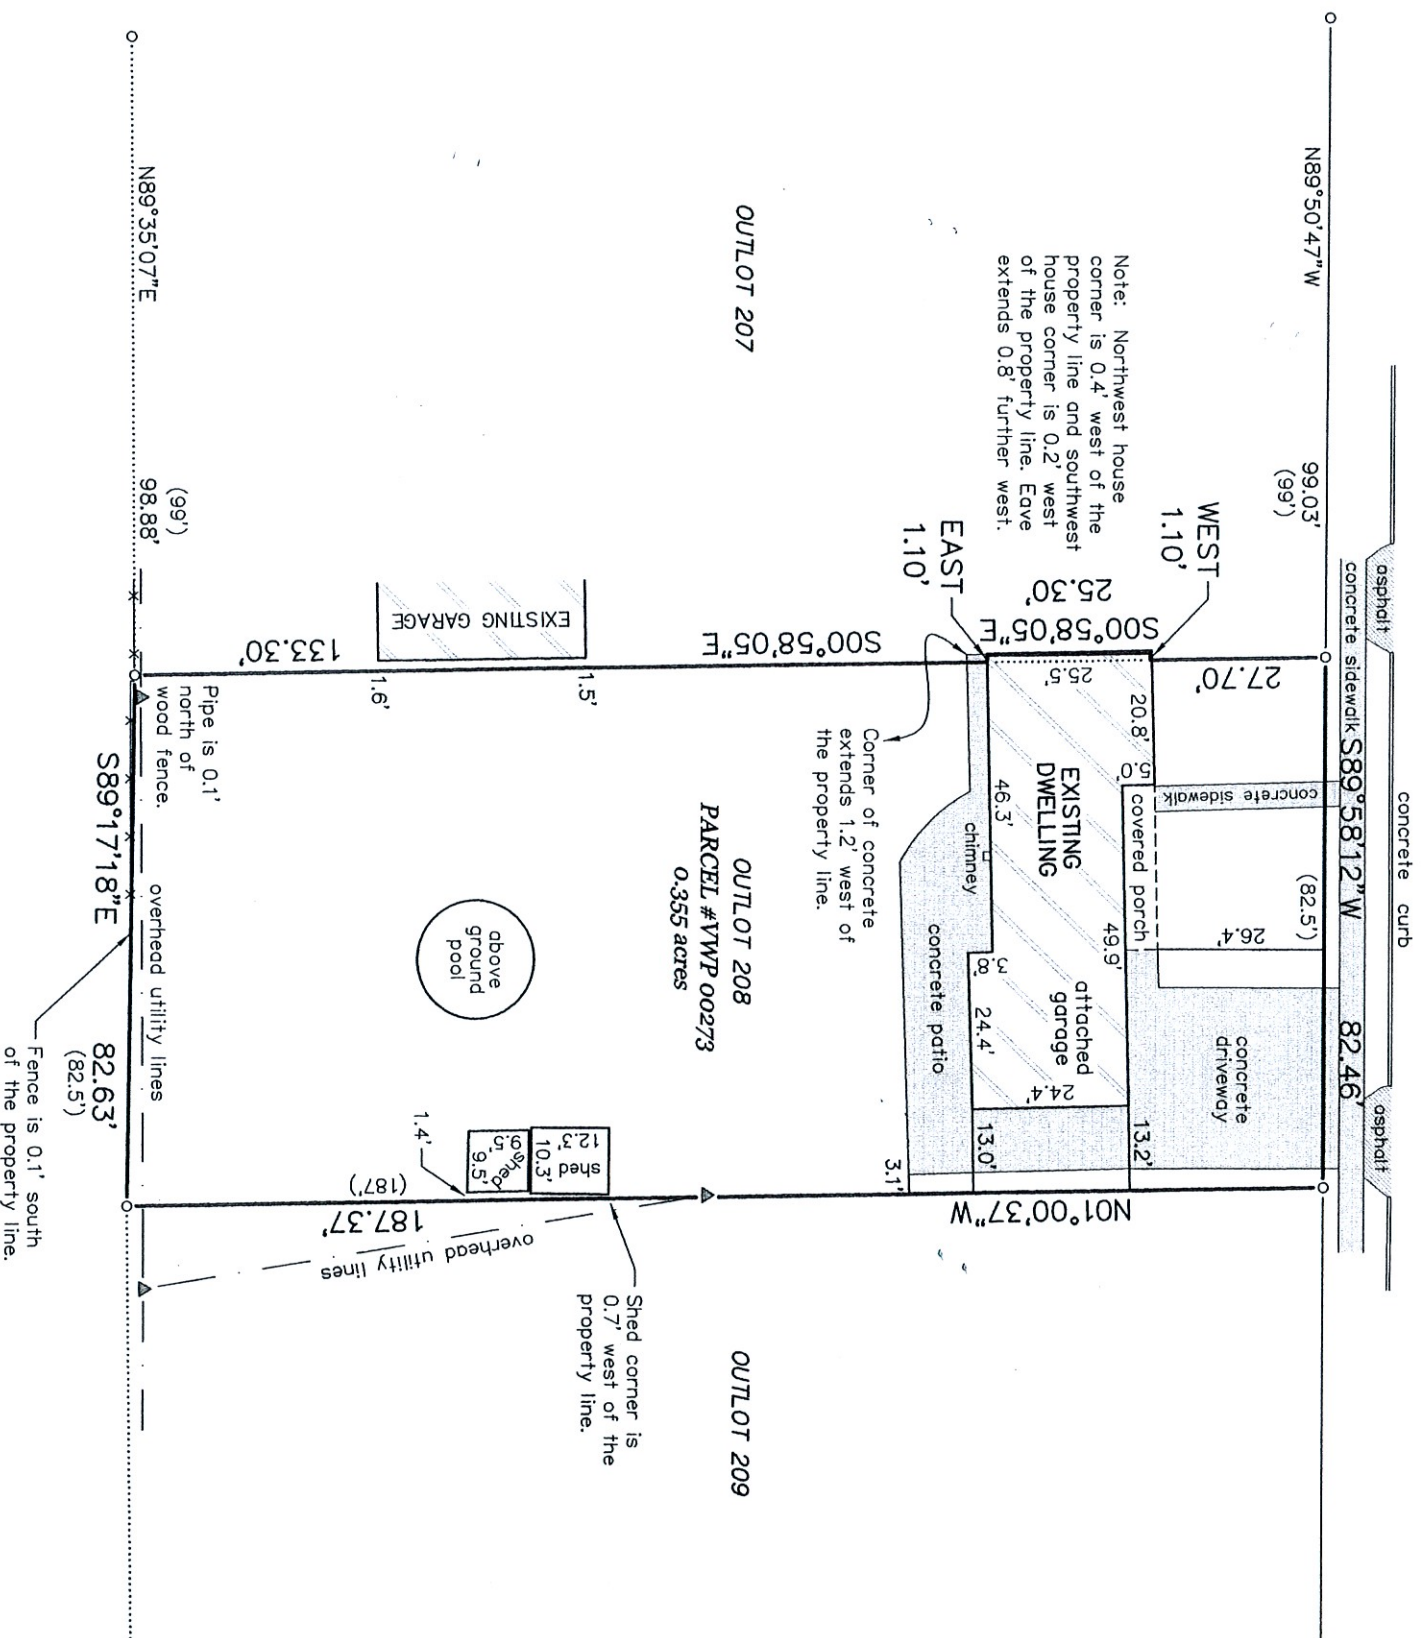 concrete curb
asphalt
asphalt
concrete sidewalk
S89°58'12"W
82.46'
(82.5')
N89°50'47"W
99.03'
(99')
WEST
1.10'
27.70'
concrete sidewalk
26.4'
concrete
driveway
Note: Northwest house
corner is 0.4' west of the
property line and southwest
house corner is 0.2' west
of the property line. Eave
extends 0.8' further west.
25.30'
S00°58'05"E
EAST
1.10'
20.8'
5.0'
covered porch
49.9'
13.2'
25.5'
EXISTING
DWELLING
attached
garage
24.4'
46.3'
3.8'
24.4'
13.0'
chimney
concrete patio
3.1'
N01°00'37"W
S00°58'05"E
Corner of concrete
extends 1.2' west of
the property line.
OUTLOT 207
OUTLOT 208
PARCEL #VWP 00273
0.355 acres
OUTLOT 209
EXISTING GARAGE
1.5'
1.6'
133.30'
above
ground
pool
shed
10.3'
12.3'
shed
9.5'
9.5'
1.4'
Shed corner is
0.7' west of the
property line.
(187')
187.37'
overhead utility lines
Pipe is 0.1'
north of
wood fence.
overhead utility lines
N89°35'07"E
(99')
98.88'
S89°17'18"E
82.63'
(82.5')
Fence is 0.1' south
of the property line.